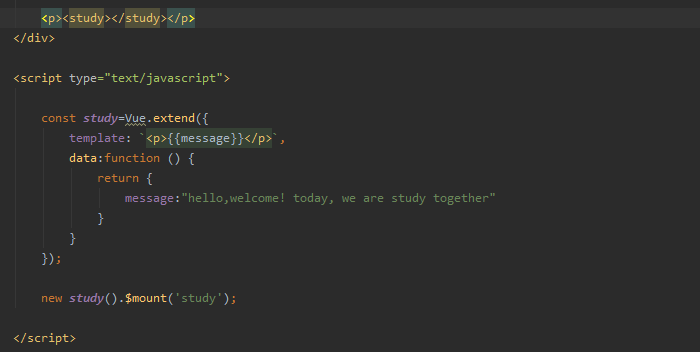 <p><study></study></p>
</div>
<script type="text/javascript">
const study=Vue.extend({
template: `<p>{{message}}</p>`,
data:function () {
return {
message:"hello,welcome! today, we are study together"
}
}
});
new study().$mount('study');
</script>